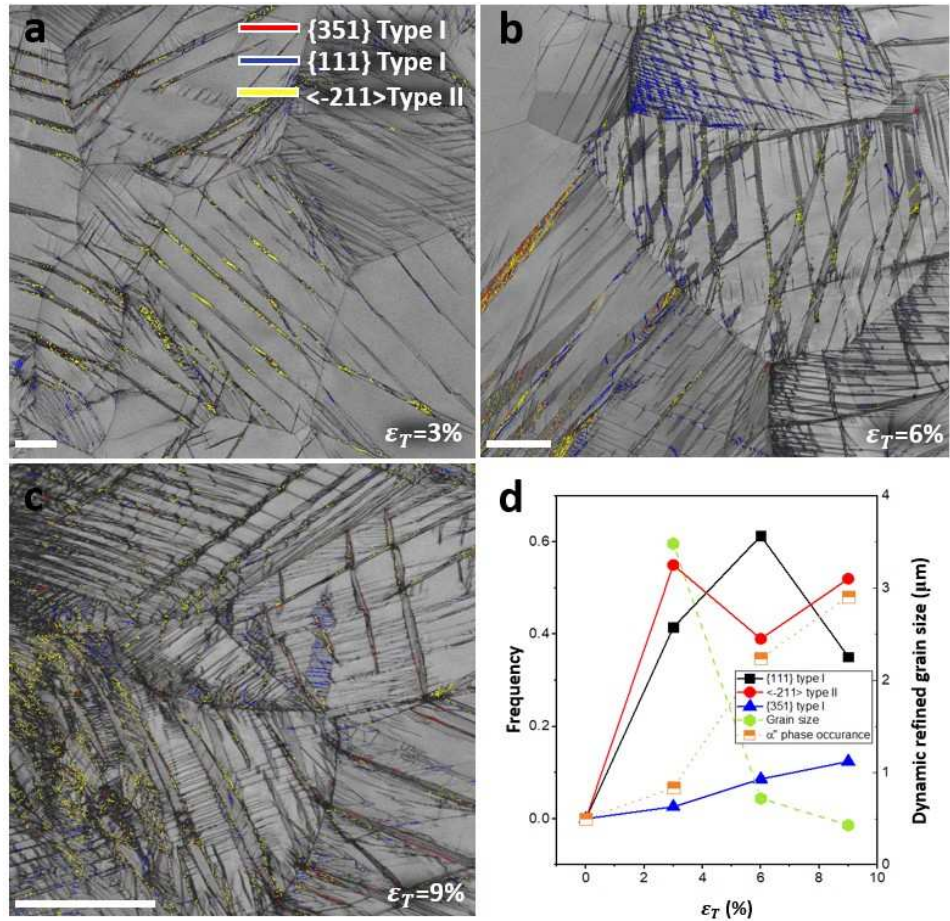 a
{351} Type I
{111} Type I
<-211>Type II
εT=3%
b
εT=6%
c
εT=9%
d
Frequency
0.6
0.4
0.2
0.0
0
2
4
6
8
10
εT (%)
4
3
2
1
0
Dynamic refined grain size (μm)
{111} type I
<-211> type II
{351} type I
Grain size
α" phase occurance